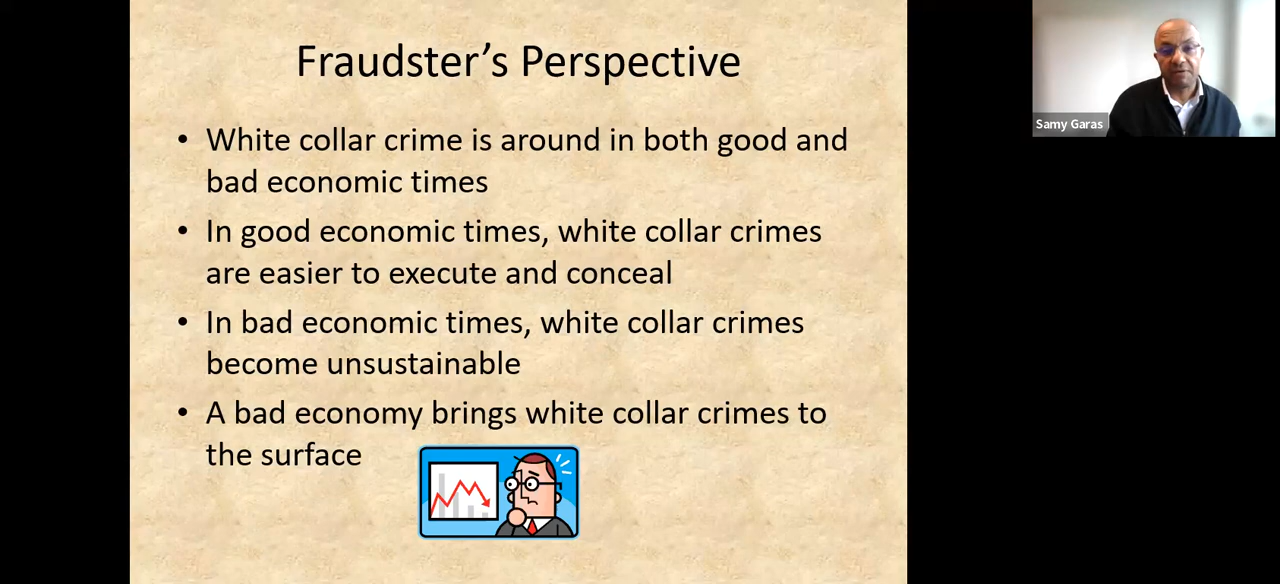 Fraudster’s Perspective
• White collar crime is around in both good and
bad economic times
• In good economic times, white collar crimes
are easier to execute and conceal
• In bad economic times, white collar crimes
become unsustainable
• A bad economy brings white collar crimes to
the surface
Samy Garas